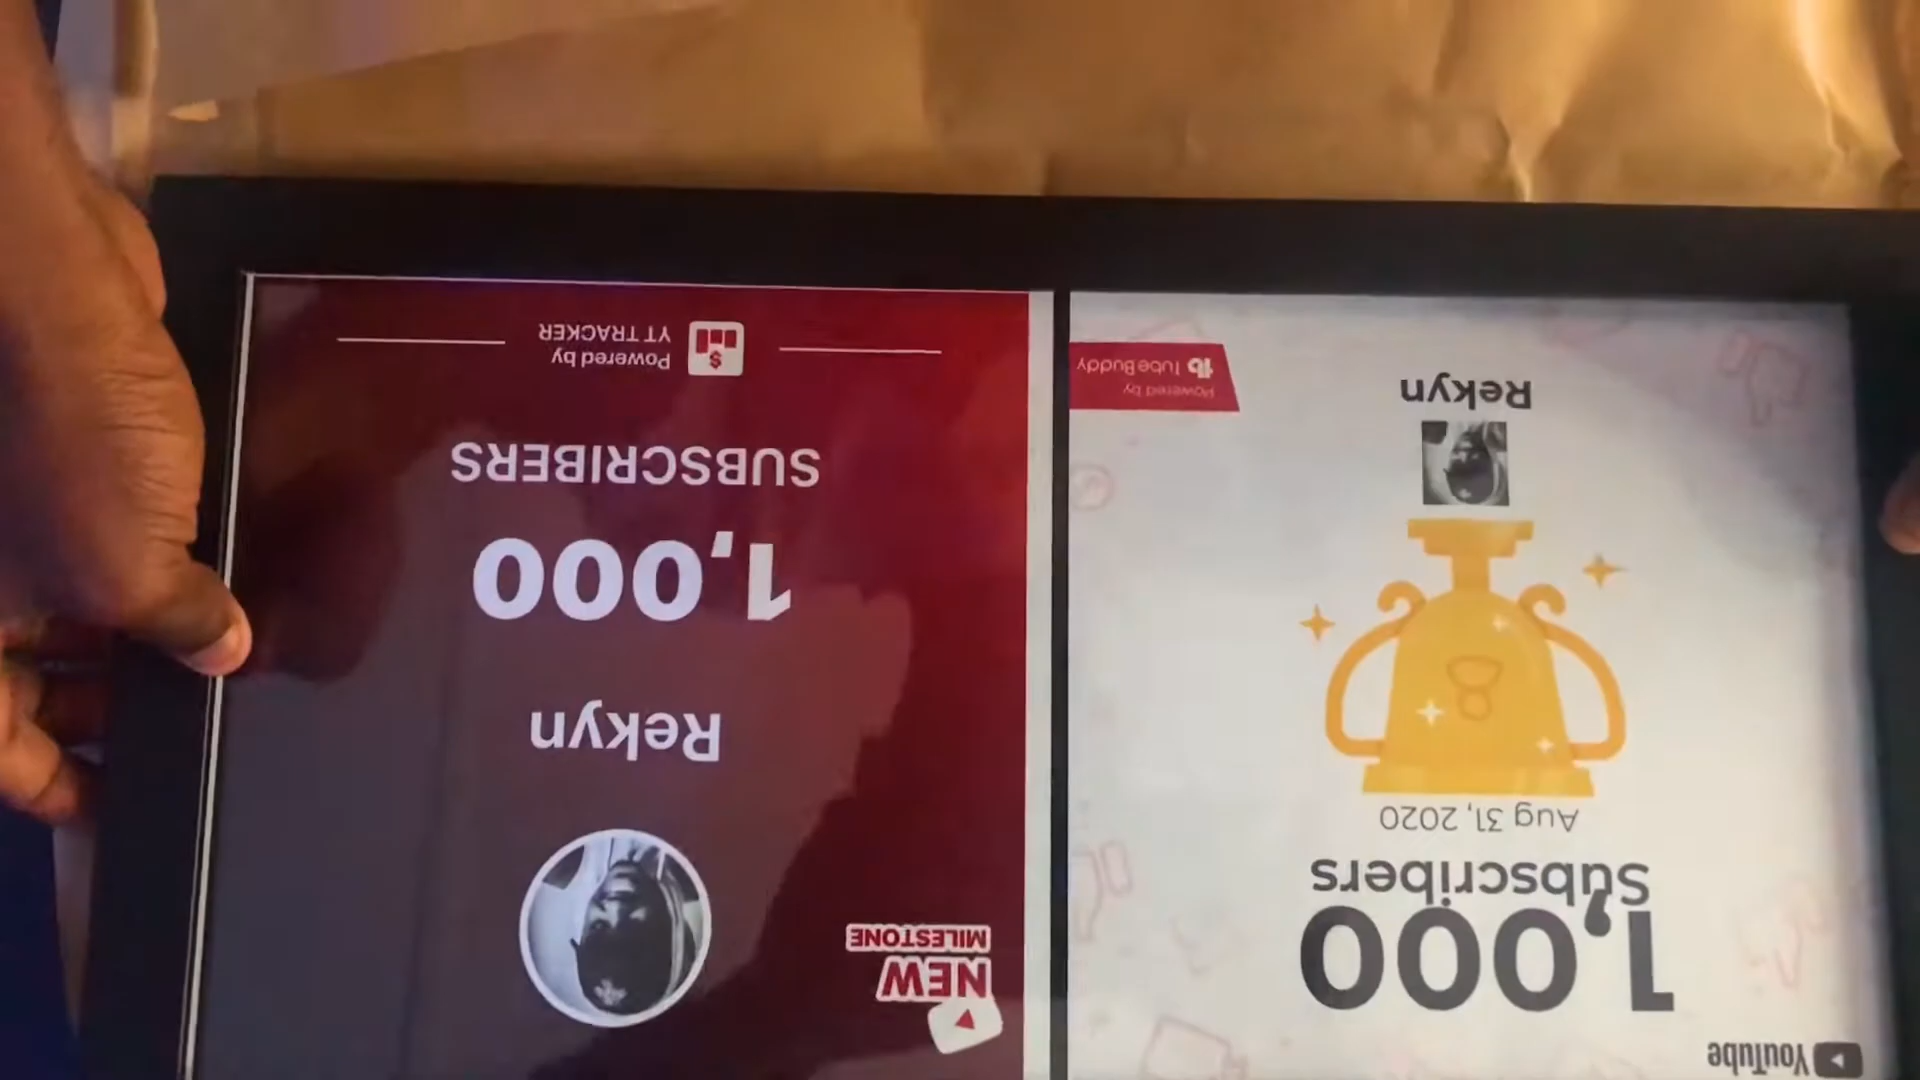 YouTube
1,000
Subscribers
Aug 31, 2020
Rekyn
Powered by
TubeBuddy
NEW
MILESTONE
Rekyn
1,000
SUBSCRIBERS
Powered by
YT TRACKER